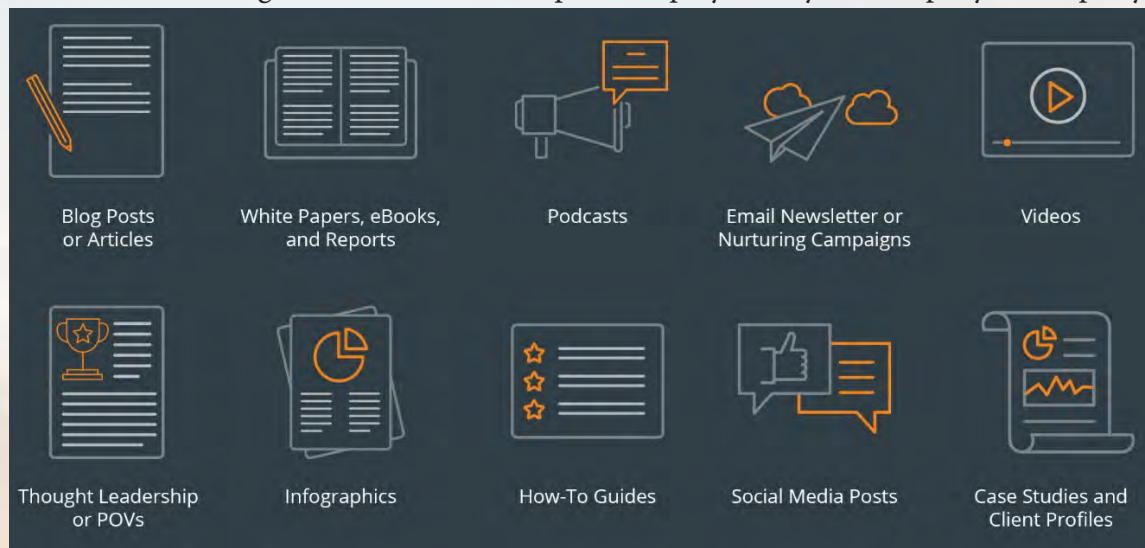 Blog Posts
or Articles
White Papers, eBooks,
and Reports
Podcasts
Email Newsletter or
Nurturing Campaigns
Videos
Thought Leadership
or POVs
Infographics
How-To Guides
Social Media Posts
Case Studies and
Client Profiles